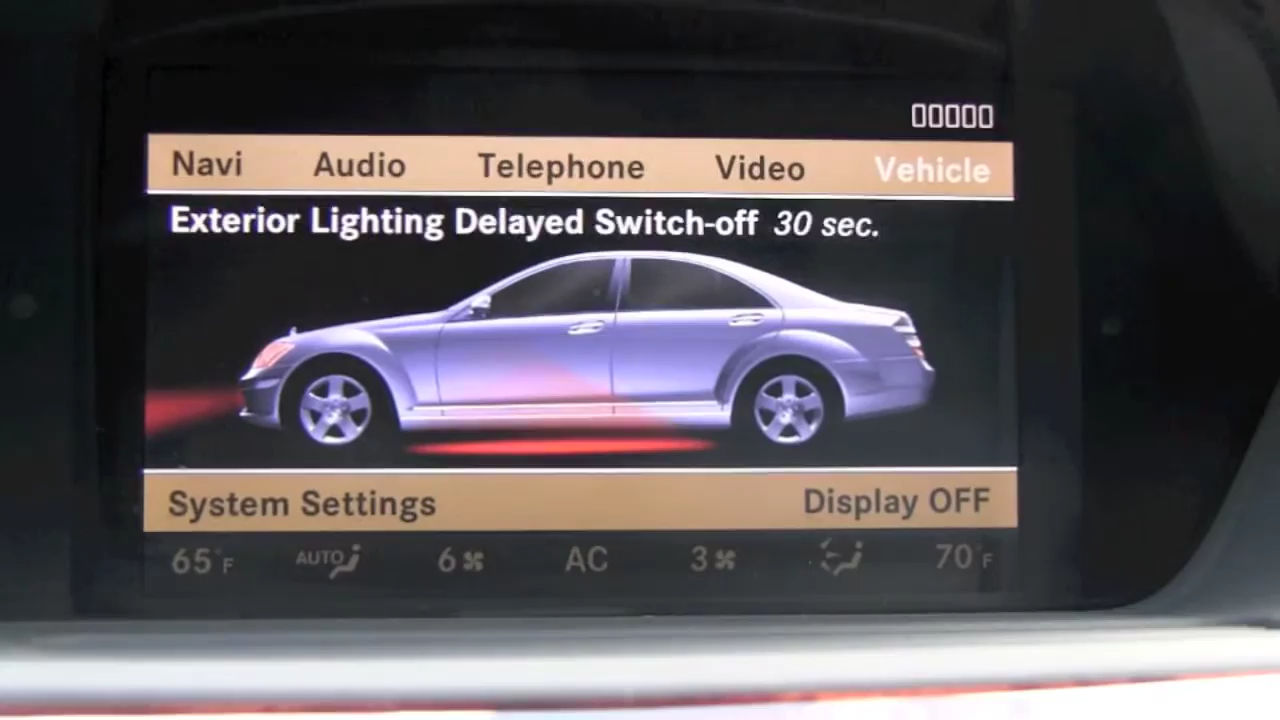 Navi Audio Telephone Video Vehicle
Exterior Lighting Delayed Switch-off 30 sec.
System Settings Display OFF
65°F AUTO 6 AC 3 70°F